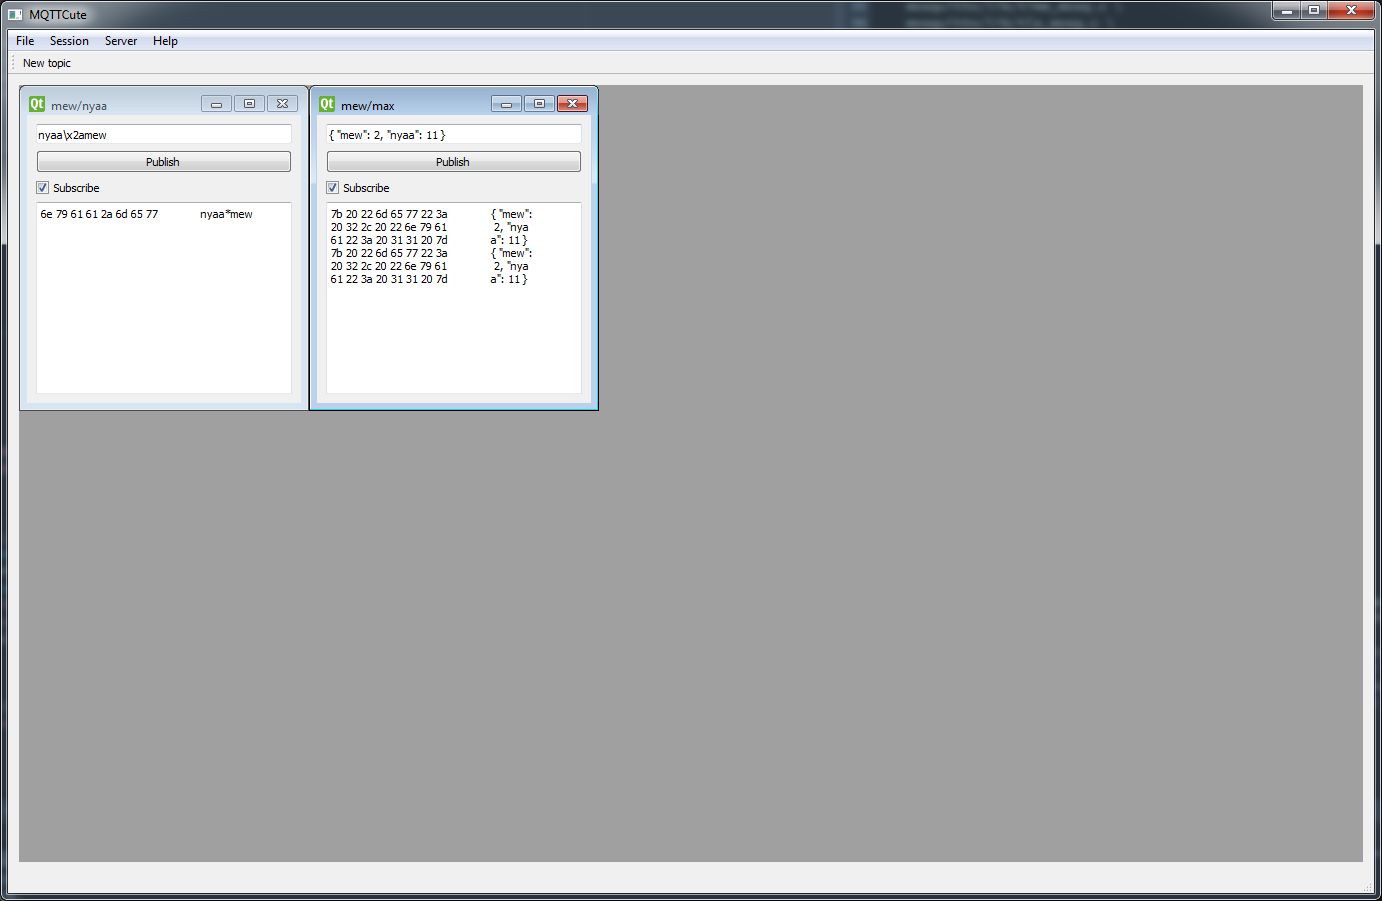 MQTTCute
File Session Server Help
New topic
Qt mew/nyaa
nyaa\x2amew
Publish
Subscribe
6e 79 61 61 2a 6d 65 77 nyaa*mew
Qt mew/max
{ "mew": 2, "nyaa": 11 }
Publish
Subscribe
7b 20 22 6d 65 77 22 3a { "mew":
20 32 2c 20 22 6e 79 61 2, "nya
61 22 3a 20 31 31 20 7d a": 11 }
7b 20 22 6d 65 77 22 3a { "mew":
20 32 2c 20 22 6e 79 61 2, "nya
61 22 3a 20 31 31 20 7d a": 11 }